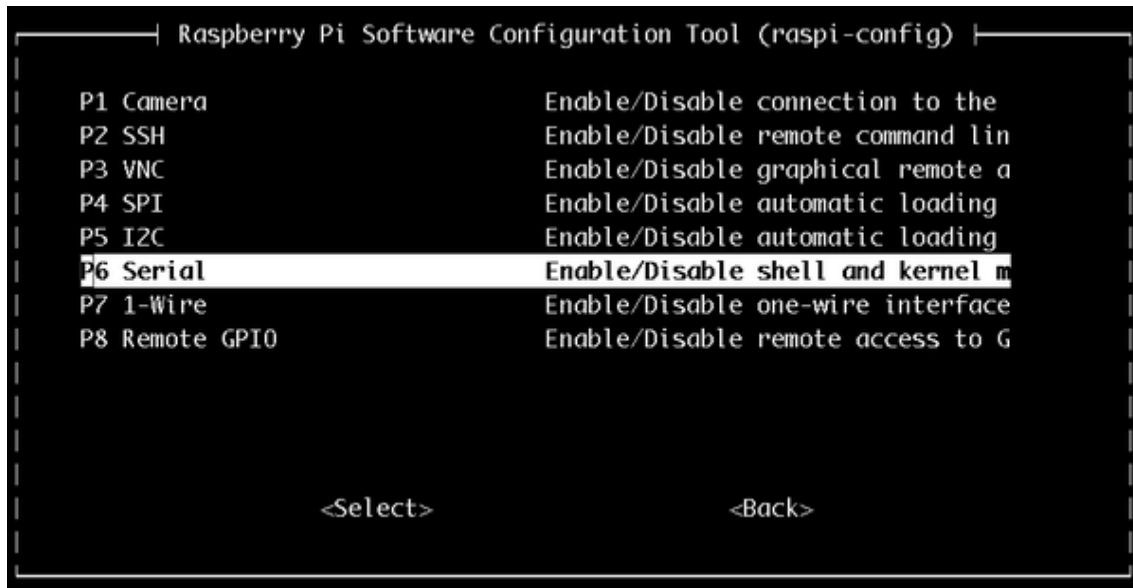 Raspberry Pi Software Configuration Tool (raspi-config)
P1 Camera Enable/Disable connection to the
P2 SSH Enable/Disable remote command lin
P3 VNC Enable/Disable graphical remote a
P4 SPI Enable/Disable automatic loading
P5 I2C Enable/Disable automatic loading
P6 Serial Enable/Disable shell and kernel m
P7 1-Wire Enable/Disable one-wire interface
P8 Remote GPIO Enable/Disable remote access to G
<Select> <Back>